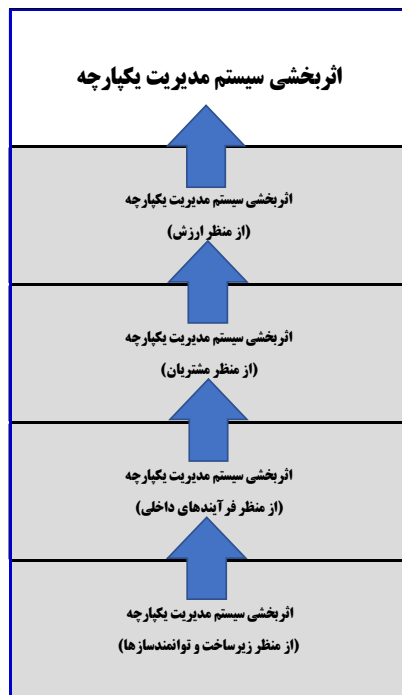 اثربخشی سیستم مدیریت یکپارچه
اثربخشی سیستم مدیریت یکپارچه
(از منظر ارزش)
اثربخشی سیستم مدیریت یکپارچه
(از منظر مشتریان)
اثربخشی سیستم مدیریت یکپارچه
(از منظر فرآیندهای داخلی)
اثربخشی سیستم مدیریت یکپارچه
(از منظر زیرساخت و توانمندسازها)